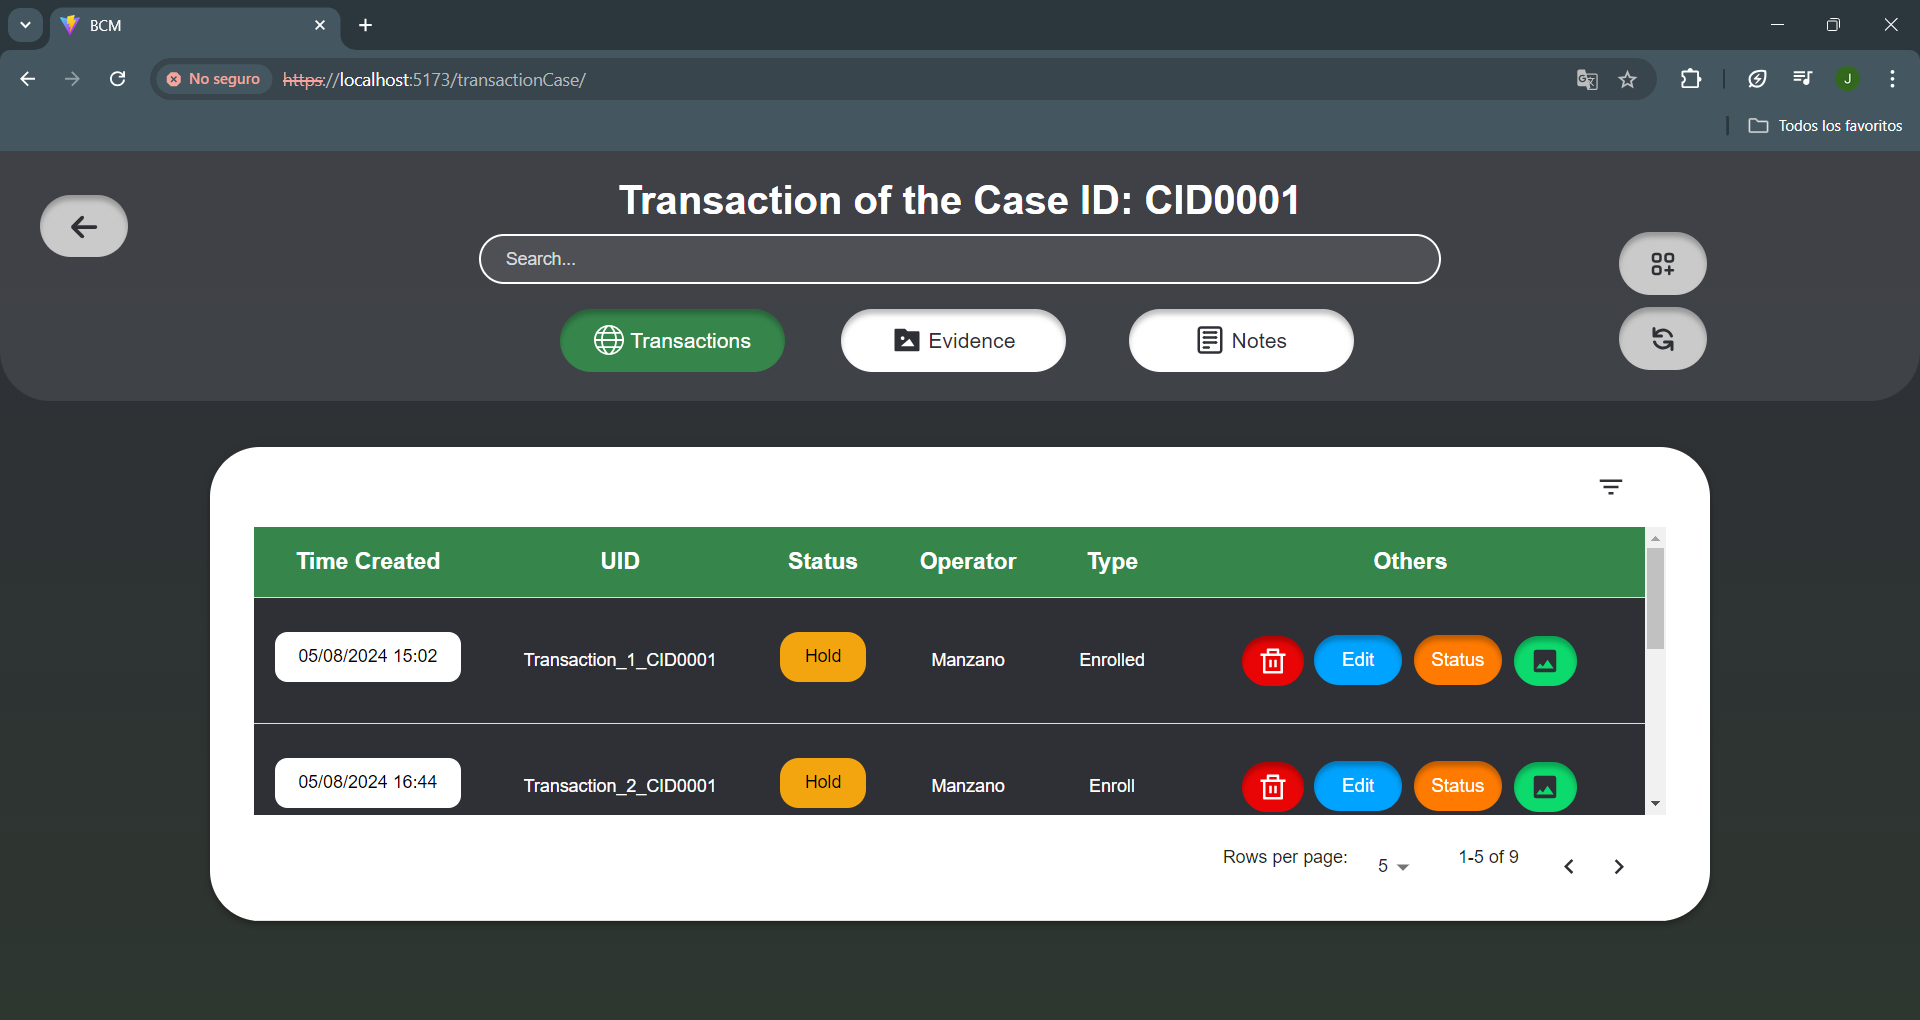 BCM
No seguro https://localhost:5173/transactionCase/
J
Todos los favoritos
Transaction of the Case ID: CID0001
Search...
Transactions Evidence Notes
Time Created UID Status Operator Type Others
05/08/2024 15:02 Transaction_1_CID0001 Hold Manzano Enrolled Edit Status
05/08/2024 16:44 Transaction_2_CID0001 Hold Manzano Enroll Edit Status
Rows per page: 5 1-5 of 9